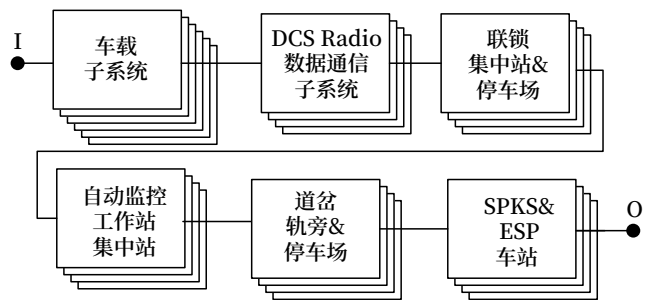 I
车载
子系统
DCS Radio
数据通信
子系统
联锁
集中站&
停车场
自动监控
工作站
集中站
道岔
轨旁&
停车场
SPKS&
ESP
车站
O